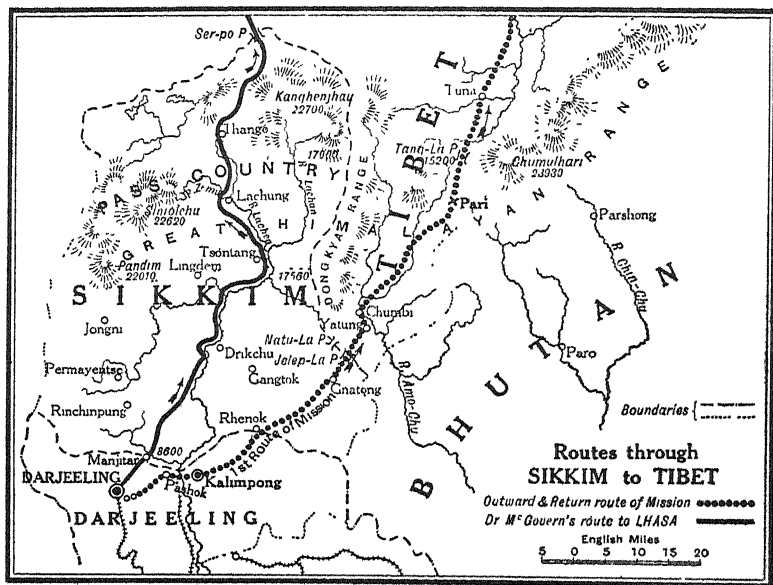 Ser-po P
Kanghenjhau
22700
Thango
17000
PASS COUNTRY
R. Zemu
Lachung
R. Lachen
R. Lachun
Siniolchu
22620
GREAT HIMALAYAN RANGE
DONGKYA RANGE
Tsontang
Pandim
22010
Lingdem
17560
SIKKIM
Jongri
Permayentse
Rinchinpung
Drikchu
Gangtok
Natu-La P
Jelep-La P
Gnatong
Yatung
Chumbi
R. Amo-Chu
Rhenok
1st Route of Mission
Manjitar
8600
DARJEELING
Pashok
Kalimpong
DARJEELING
TIBET
Tuna
Tang-La P
15200
Chumulhari
23930
Pari
Parshong
R. Chin-Chu
Paro
BHUTAN
Boundaries
Routes through
SIKKIM to TIBET
Outward & Return route of Mission
Dr McGovern's route to LHASA
English Miles
5 0 5 10 20